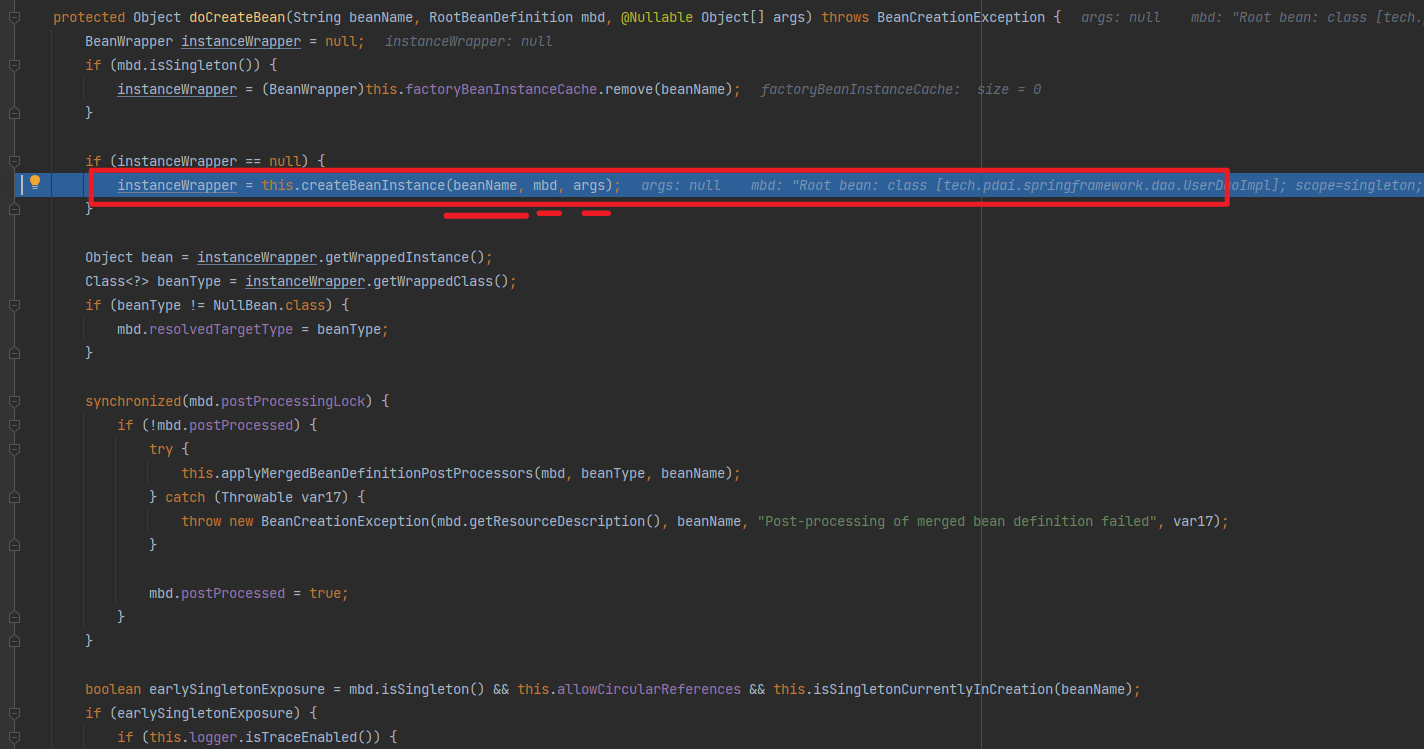 protected Object doCreateBean(String beanName, RootBeanDefinition mbd, @Nullable Object[] args) throws BeanCreationException {  args: null    mbd: "Root bean: class [tech.
BeanWrapper instanceWrapper = null;  instanceWrapper: null
if (mbd.isSingleton()) {
instanceWrapper = (BeanWrapper)this.factoryBeanInstanceCache.remove(beanName);  factoryBeanInstanceCache:  size = 0
}
if (instanceWrapper == null) {
instanceWrapper = this.createBeanInstance(beanName, mbd, args);  args: null    mbd: "Root bean: class [tech.pdai.springframework.dao.UserDaoImpl]; scope=singleton;
}
Object bean = instanceWrapper.getWrappedInstance();
Class<?> beanType = instanceWrapper.getWrappedClass();
if (beanType != NullBean.class) {
mbd.resolvedTargetType = beanType;
}
synchronized(mbd.postProcessingLock) {
if (!mbd.postProcessed) {
try {
this.applyMergedBeanDefinitionPostProcessors(mbd, beanType, beanName);
} catch (Throwable var17) {
throw new BeanCreationException(mbd.getResourceDescription(), beanName, "Post-processing of merged bean definition failed", var17);
}
mbd.postProcessed = true;
}
}
boolean earlySingletonExposure = mbd.isSingleton() && this.allowCircularReferences && this.isSingletonCurrentlyInCreation(beanName);
if (earlySingletonExposure) {
if (this.logger.isTraceEnabled()) {